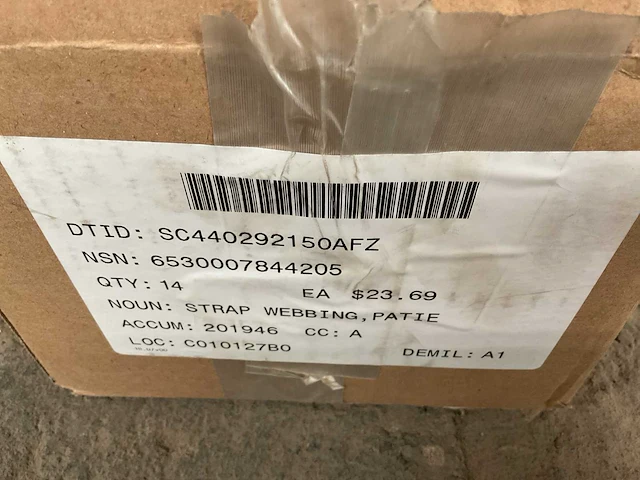 DTID: SC440292150AFZ
NSN: 6530007844205
QTY: 14 EA $23.69
NOUN: STRAP WEBBING,PATIE
ACCUM: 201946 CC: A
LOC: C010127B0 DEMIL: A1